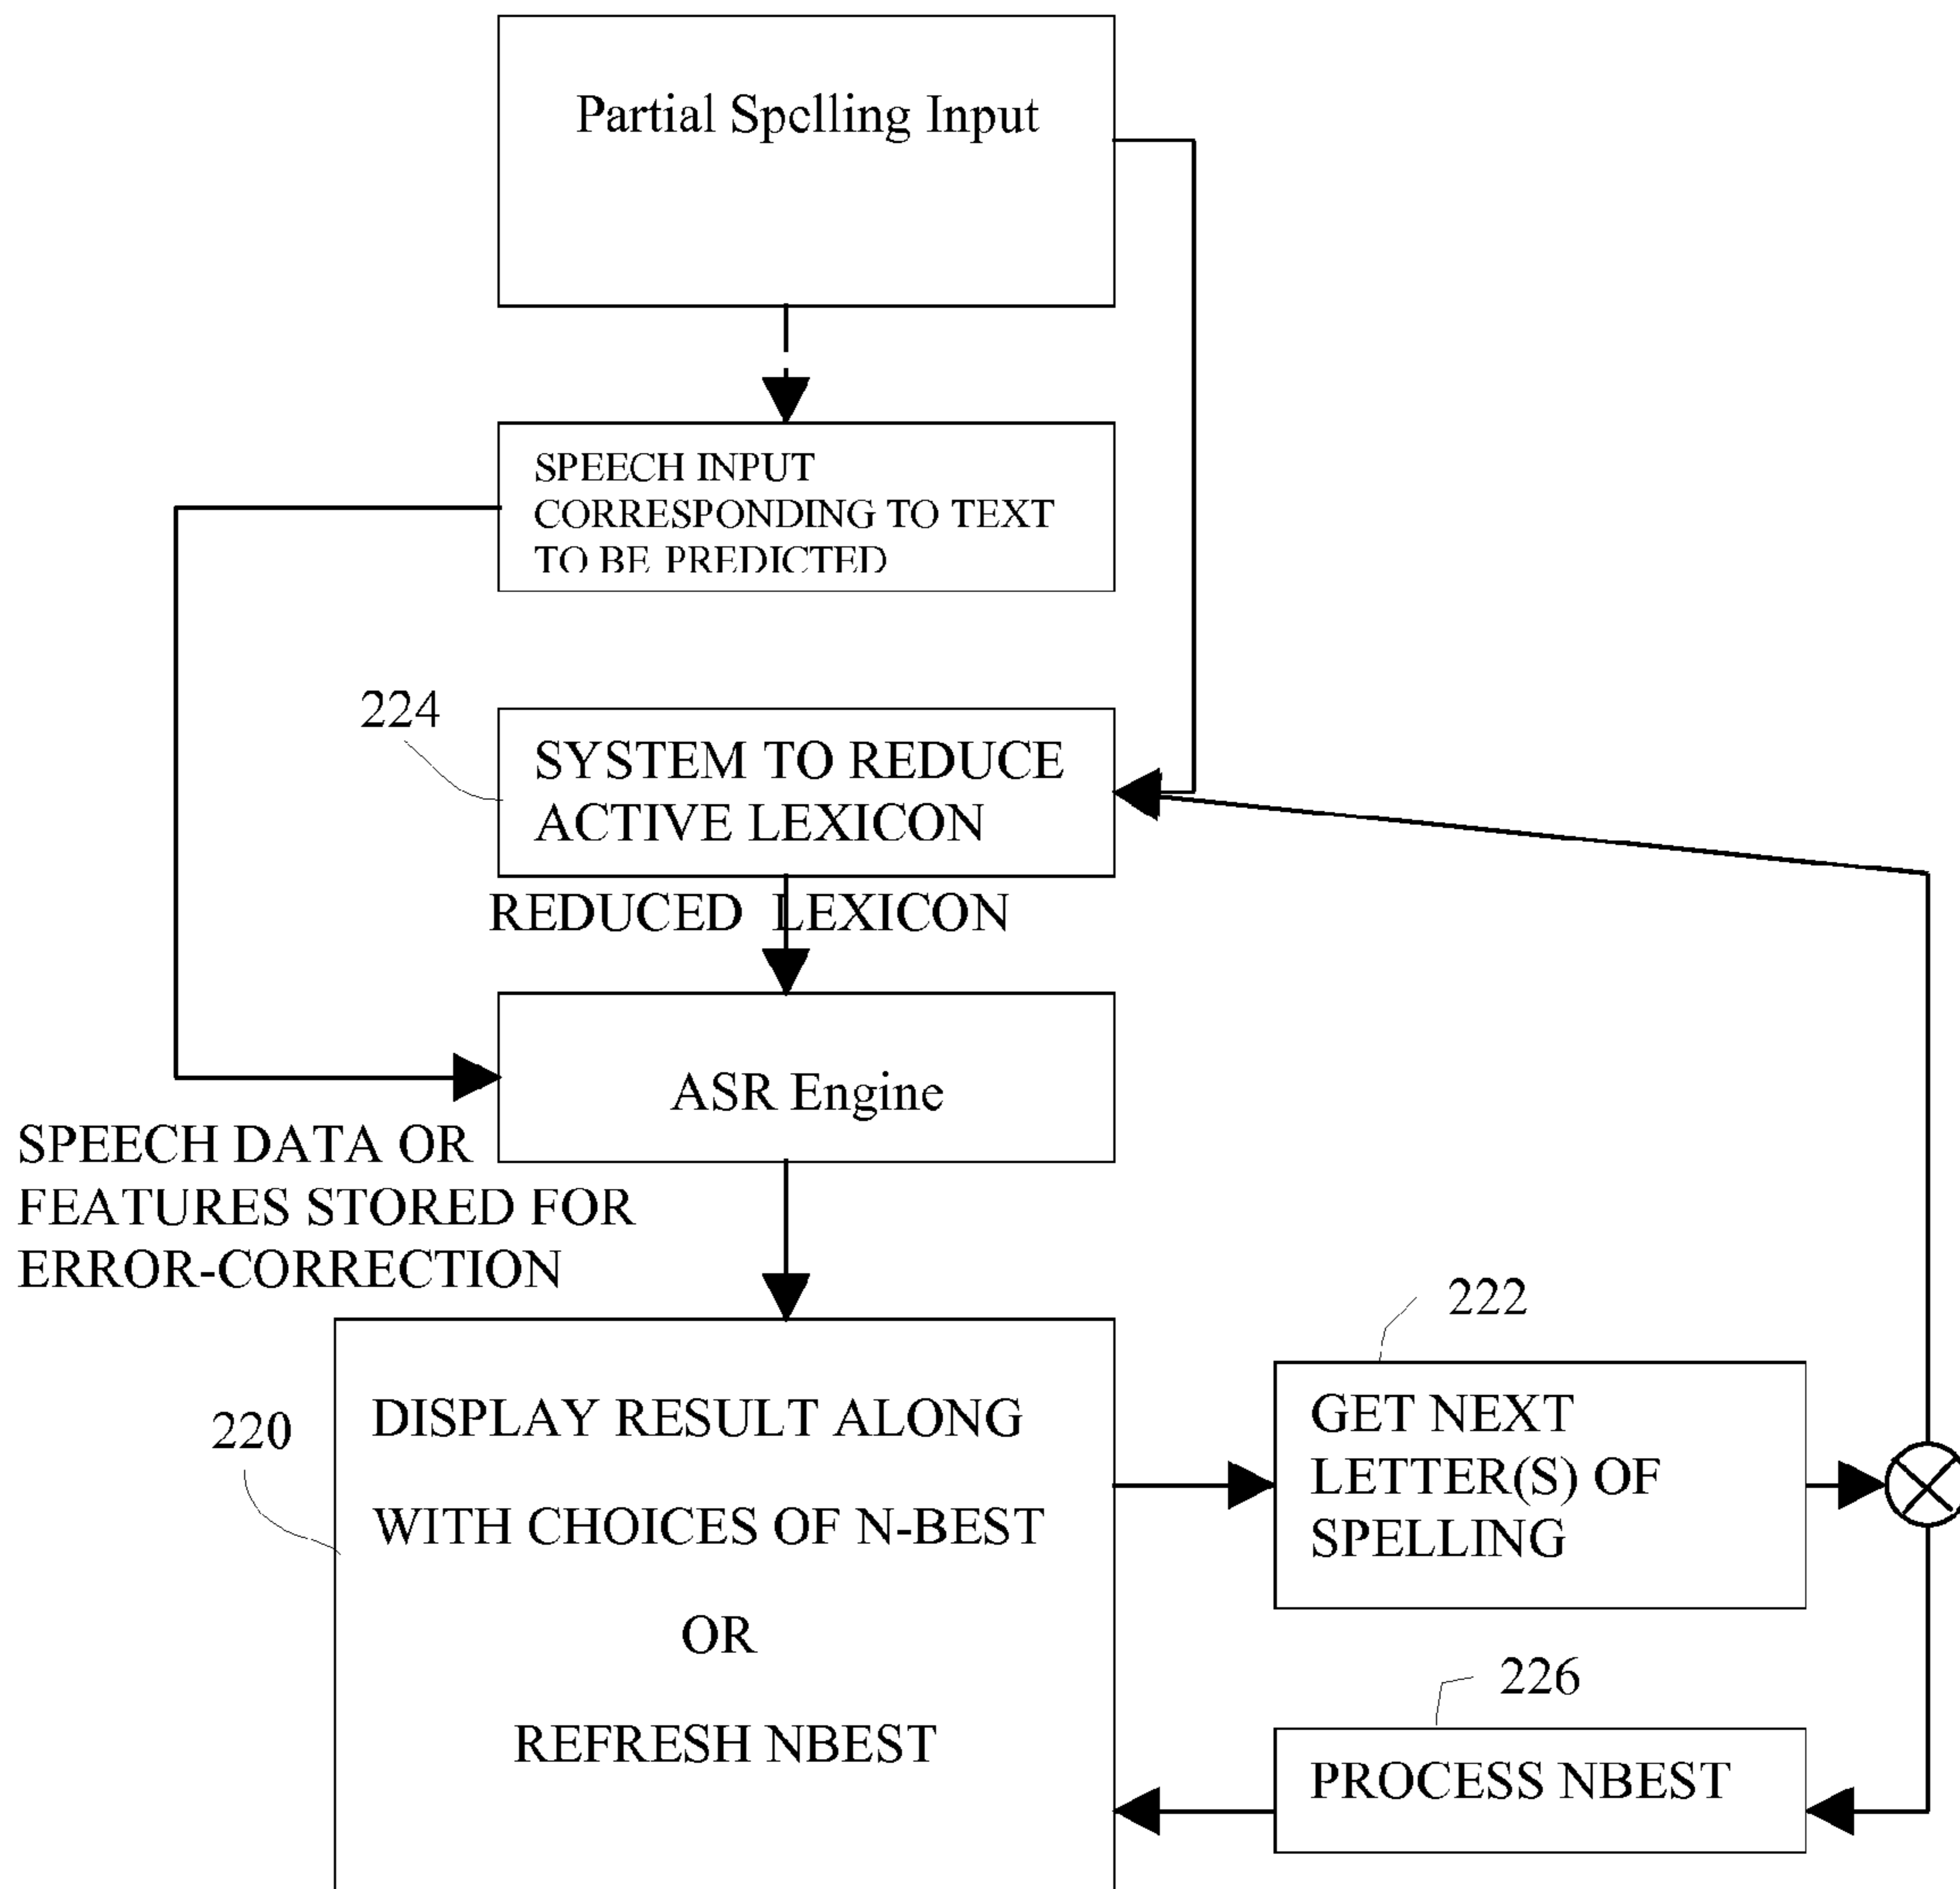 Partial Spelling Input
SPEECH INPUT
CORRESPONDING TO TEXT
TO BE PREDICTED
224
SYSTEM TO REDUCE
ACTIVE LEXICON
REDUCED LEXICON
ASR Engine
SPEECH DATA OR
FEATURES STORED FOR
ERROR-CORRECTION
220
DISPLAY RESULT ALONG
WITH CHOICES OF N-BEST
OR
REFRESH NBEST
222
GET NEXT
LETTER(S) OF
SPELLING
226
PROCESS NBEST